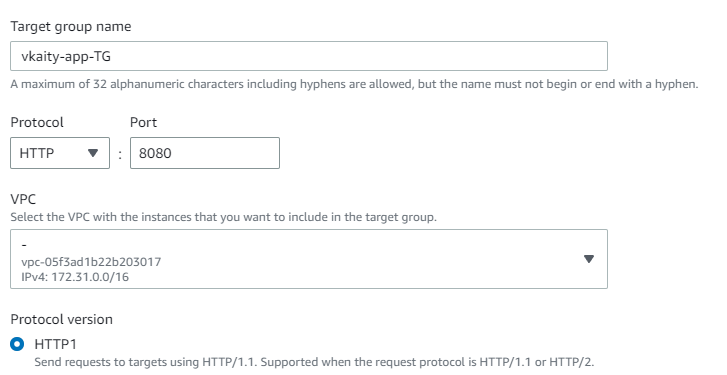 Target group name
vkaity-app-TG
A maximum of 32 alphanumeric characters including hyphens are allowed, but the name must not begin or end with a hyphen.
Protocol Port
HTTP : 8080
VPC
Select the VPC with the instances that you want to include in the target group.
-
vpc-05f3ad1b22b203017
IPv4: 172.31.0.0/16
Protocol version
HTTP1
Send requests to targets using HTTP/1.1. Supported when the request protocol is HTTP/1.1 or HTTP/2.